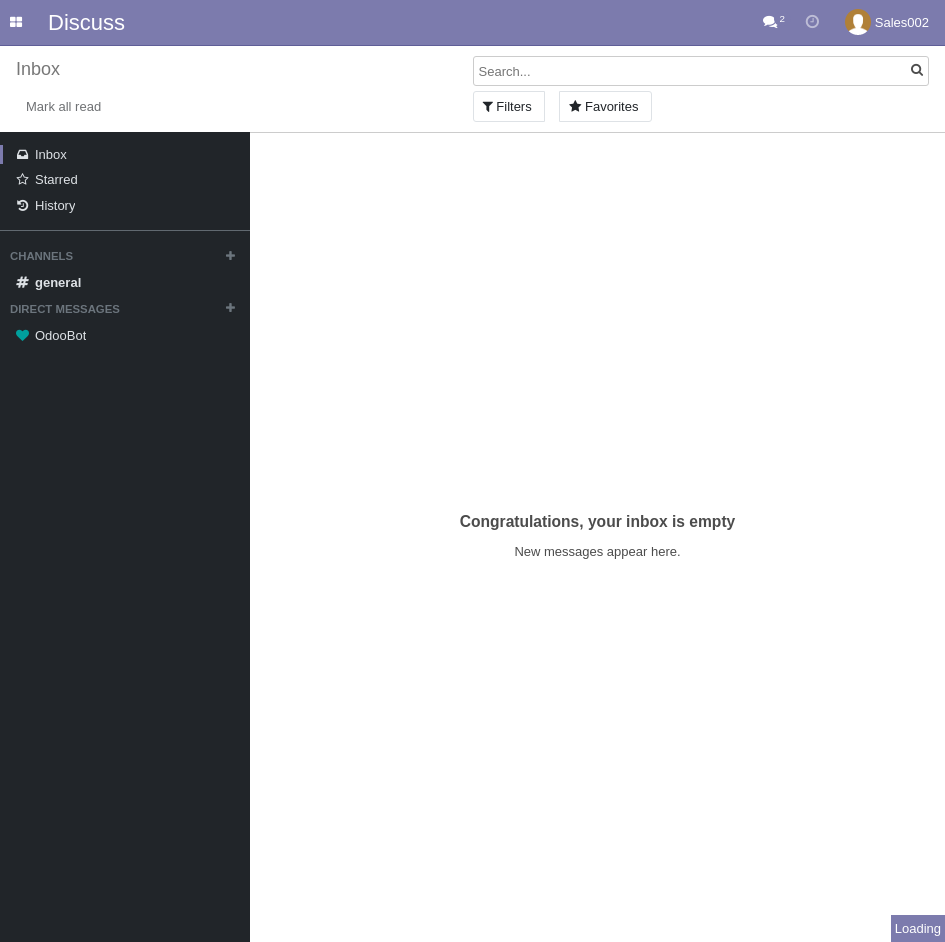 Discuss
2
Sales002
Inbox
Search...
Mark all read
Filters
Favorites
Inbox
Starred
History
CHANNELS
general
DIRECT MESSAGES
OdooBot
Congratulations, your inbox is empty
New messages appear here.
Loading